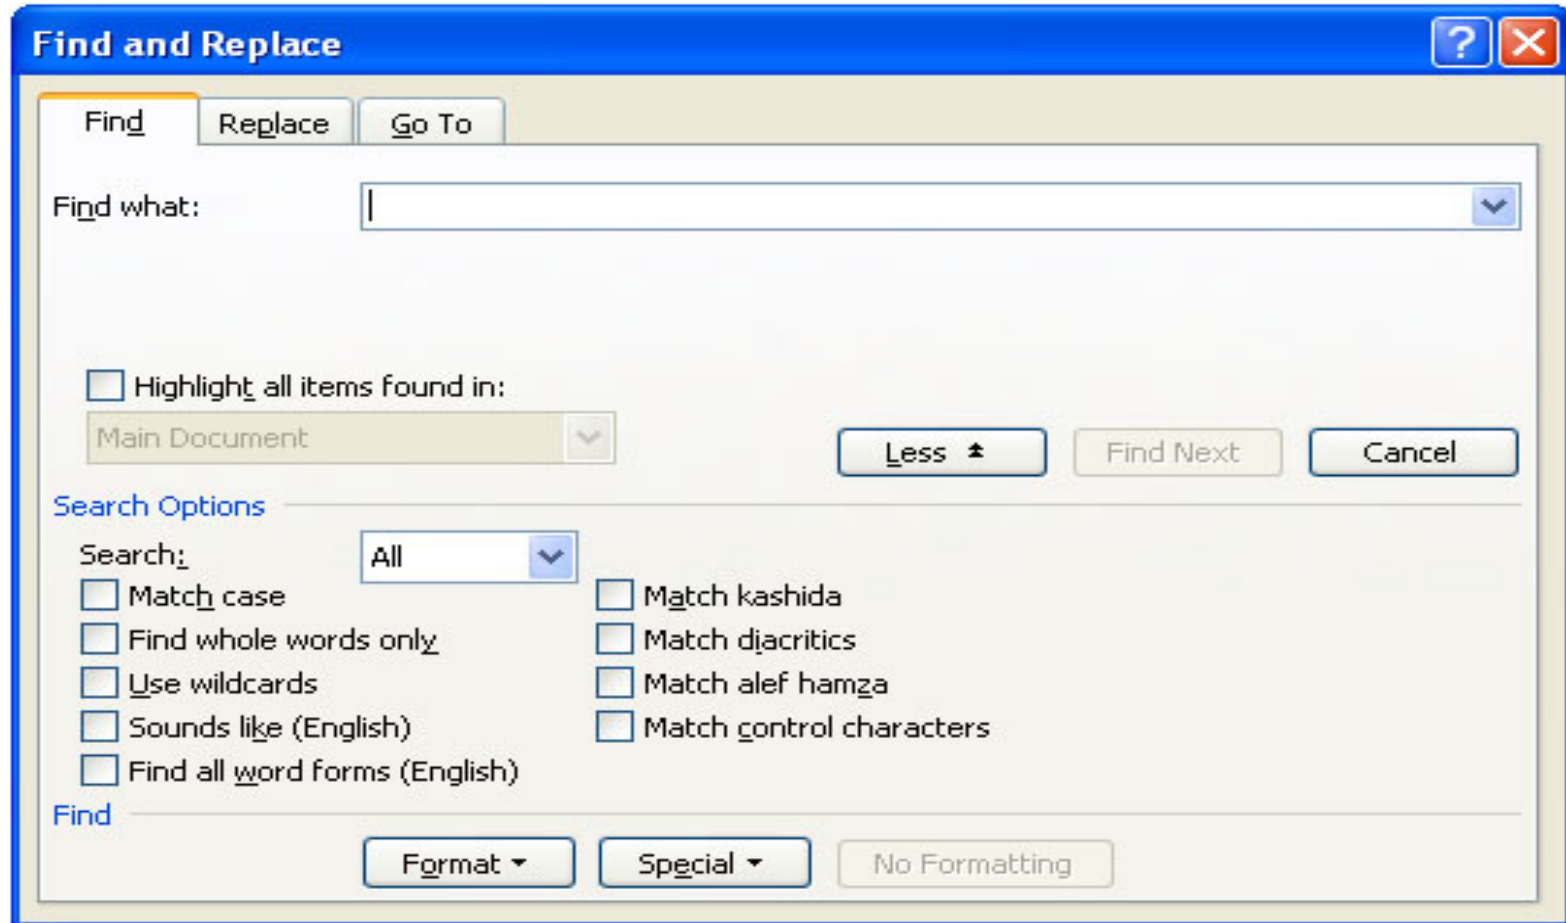 Find and Replace
?
Find Replace Go To
Find what:
Highlight all items found in:
Main Document
Less Find Next Cancel
Search Options
Search: All
Match case Match kashida
Find whole words only Match diacritics
Use wildcards Match alef hamza
Sounds like (English) Match control characters
Find all word forms (English)
Find
Format Special No Formatting